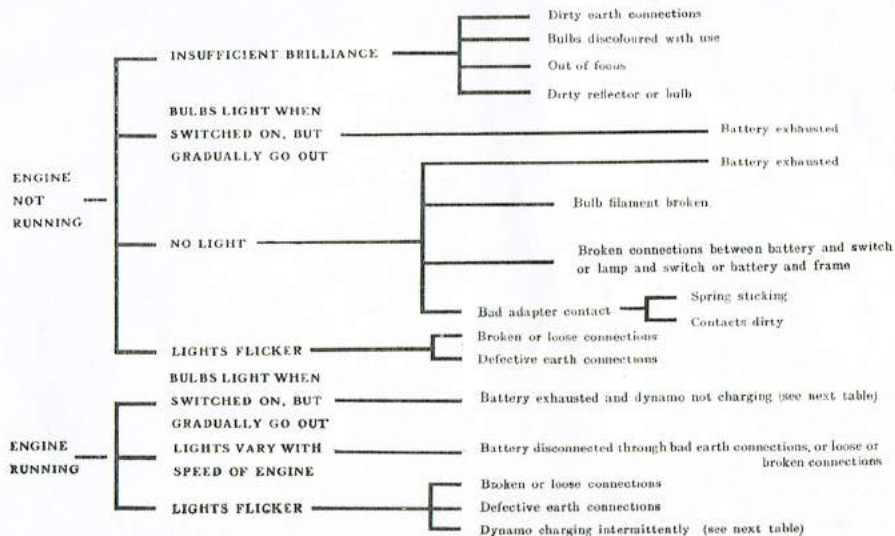 ENGINE
NOT
RUNNING
INSUFFICIENT BRILLIANCE
Dirty earth connections
Bulbs discoloured with use
Out of focus
Dirty reflector or bulb
BULBS LIGHT WHEN
SWITCHED ON, BUT
GRADUALLY GO OUT
Battery exhausted
NO LIGHT
Battery exhausted
Bulb filament broken.
Broken connections between battery and switch
or lamp and switch or battery and frame
Bad adapter contact
Spring sticking
Contacts dirty
LIGHTS FLICKER
Broken or loose connections
Defective earth connections
ENGINE
RUNNING
BULBS LIGHT WHEN
SWITCHED ON, BUT
GRADUALLY GO OUT
Battery exhausted and dynamo not charging (see next table)
LIGHTS VARY WITH
SPEED OF ENGINE
Battery disconnected through bad earth connections, or loose or
broken connections
LIGHTS FLICKER
Broken or loose connections
Defective earth connections
Dynamo charging intermittently (see next table)